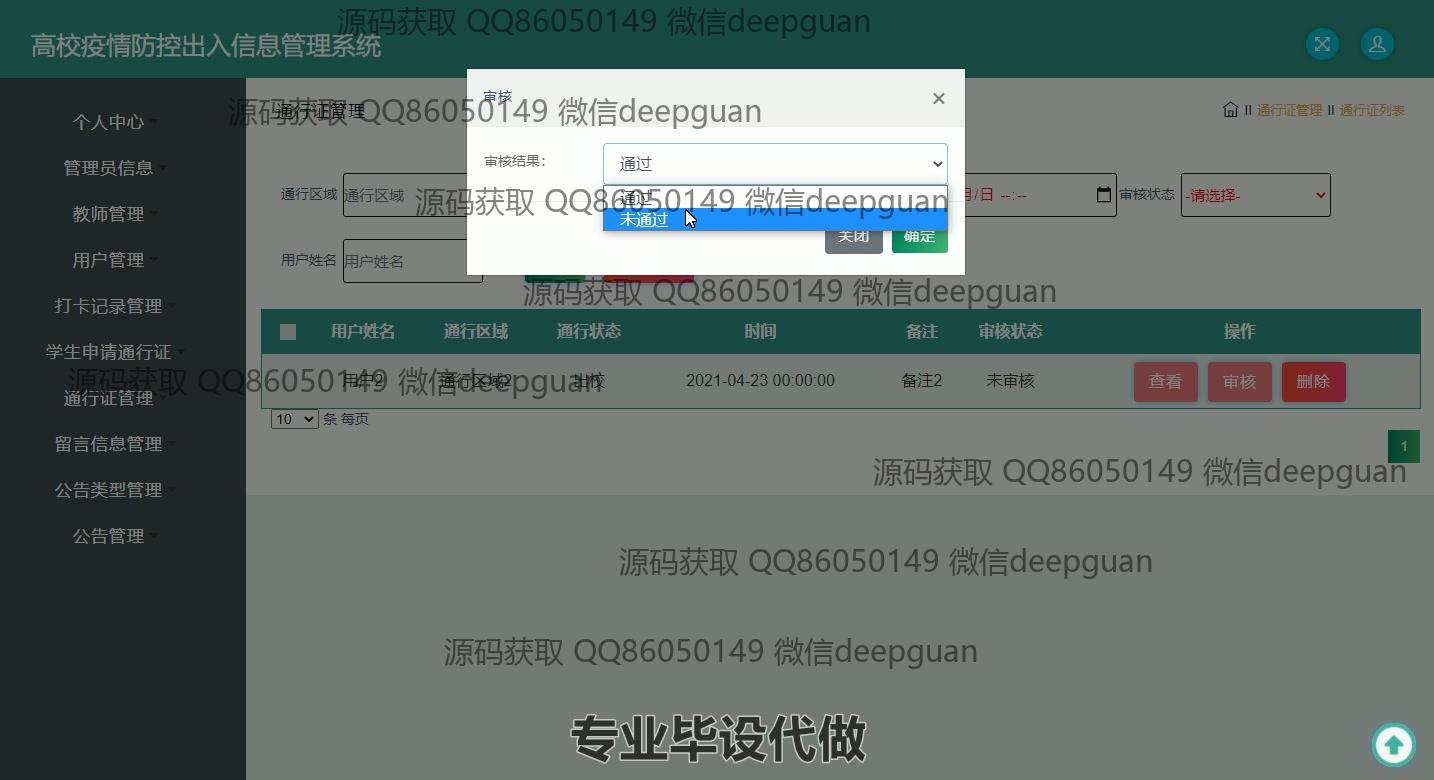 源码获取 QQ86050149 微信deepguan
高校疫情防控出入信息管理系统
审核
×
源码获取 QQ86050149 微信deepguan
通行证管理
II 通行证管理 II 通行证列表
个人中心
管理员信息
教师管理
用户管理
打卡记录管理
学生申请通行证
通行证管理
留言信息管理
公告类型管理
公告管理
审核结果：
通过
通过
未通过
源码获取 QQ86050149 微信deepguan
关闭
确定
通行区域
通行区域
月/日 --:--
审核状态
-请选择-
用户姓名
用户姓名
源码获取 QQ86050149 微信deepguan
用户姓名 通行区域 通行状态 时间 备注 审核状态 操作
用户2 通行区域2 出校 2021-04-23 00:00:00 备注2 未审核 查看 审核 删除
源码获取 QQ86050149 微信deepguan
10 条 每页
1
源码获取 QQ86050149 微信deepguan
源码获取 QQ86050149 微信deepguan
源码获取 QQ86050149 微信deepguan
专业毕设代做